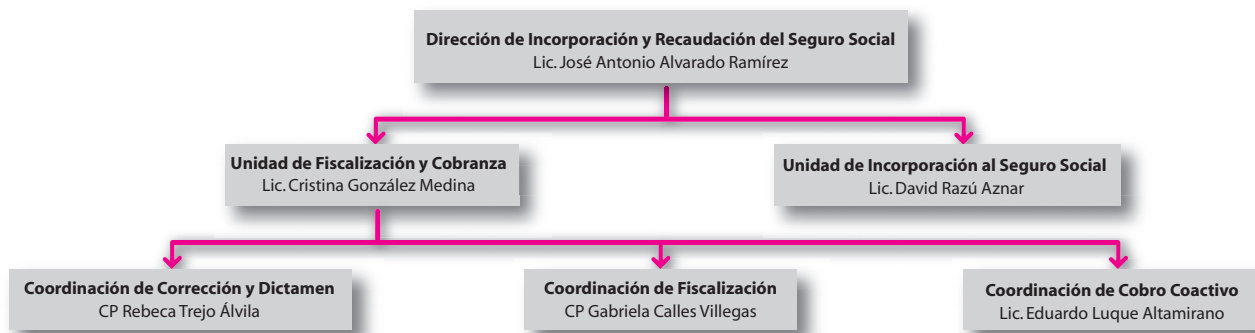 Dirección de Incorporación y Recaudación del Seguro Social
Lic. José Antonio Alvarado Ramírez
Unidad de Fiscalización y Cobranza
Lic. Cristina González Medina
Unidad de Incorporación al Seguro Social
Lic. David Razú Aznar
Coordinación de Corrección y Dictamen
CP Rebeca Trejo Álvila
Coordinación de Fiscalización
CP Gabriela Calles Villegas
Coordinación de Cobro Coactivo
Lic. Eduardo Luque Altamirano